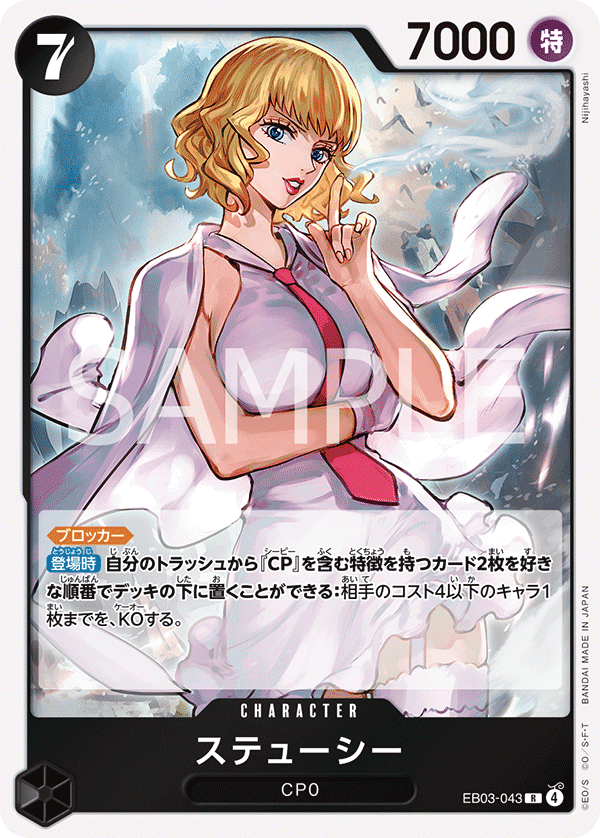 7
7000
特
Nijihayashi
SAMPLE
ブロッカー
登場時 自分のトラッシュから『CP』を含む特徴を持つカード2枚を好き
な順番でデッキの下に置くことができる:相手のコスト4以下のキャラ1
枚までを、KOする。
CHARACTER
ステューシー
CP0
EB03-043 R 4
©EO/S ©O/S・F・T BANDAI MADE IN JAPAN